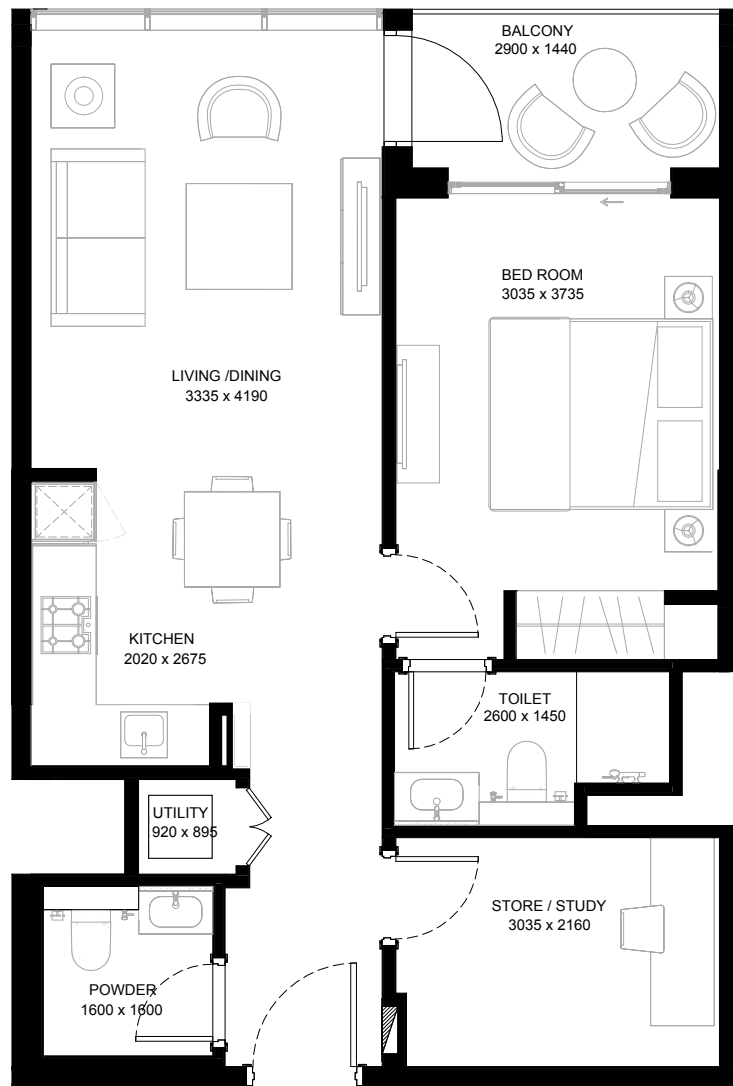 BALCONY
2900 x 1440
BED ROOM
3035 x 3735
LIVING /DINING
3335 x 4190
KITCHEN
2020 x 2675
TOILET
2600 x 1450
UTILITY
920 x 895
STORE / STUDY
3035 x 2160
POWDER
1600 x 1600